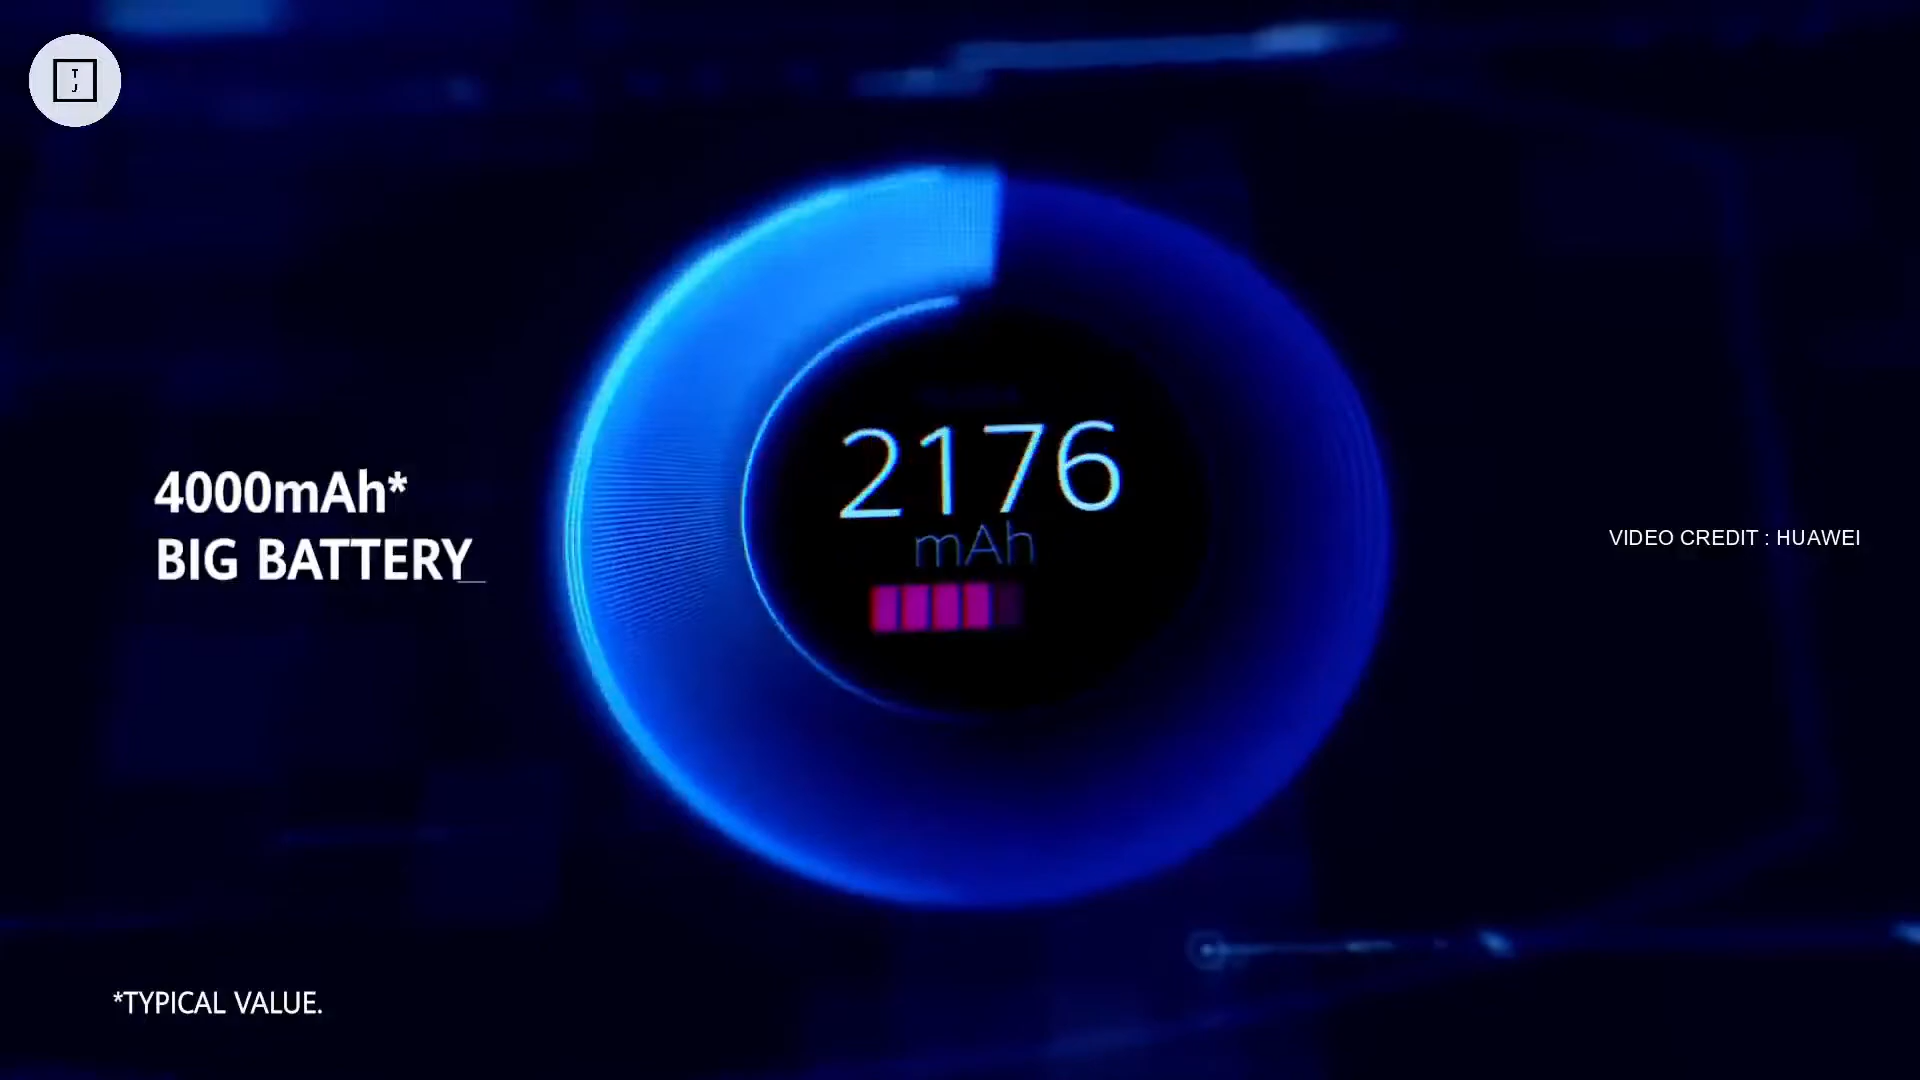 T
J
4000mAh*
BIG BATTERY_
2176
mAh
VIDEO CREDIT : HUAWEI
*TYPICAL VALUE.